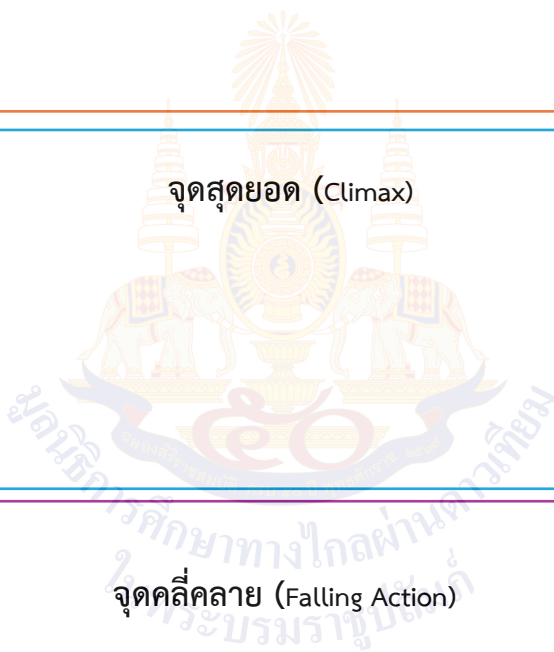 จุดสุดยอด (Climax)
๕๐
มูลนิธิการศึกษาทางไกลผ่านดาวเทียม
จุดคลี่คลาย (Falling Action)
ในพระบรมราชูปถัมภ์